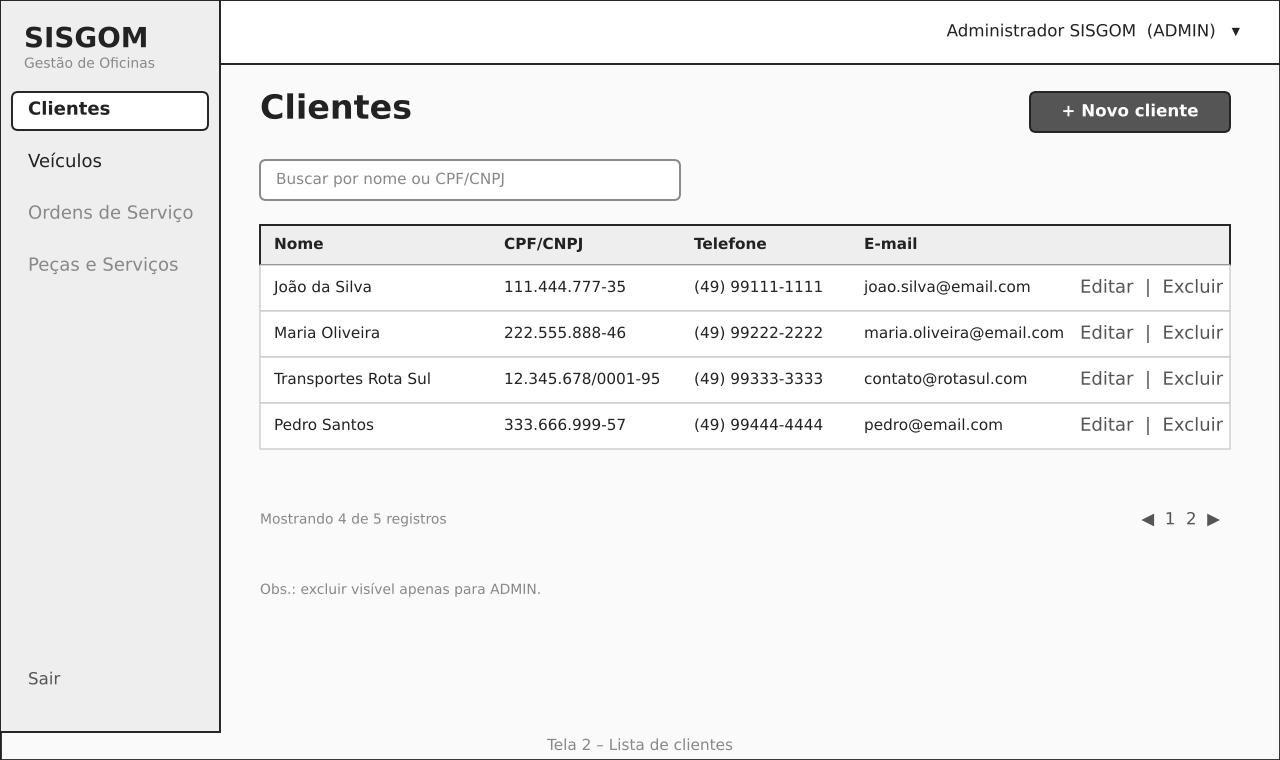 SISGOM
Gestão de Oficinas
Clientes
Veículos
Ordens de Serviço
Peças e Serviços
Sair
Administrador SISGOM (ADMIN) ▼
Clientes
+ Novo cliente
Buscar por nome ou CPF/CNPJ
Nome CPF/CNPJ Telefone E-mail
João da Silva 111.444.777-35 (49) 99111-1111 joao.silva@email.com Editar | Excluir
Maria Oliveira 222.555.888-46 (49) 99222-2222 maria.oliveira@email.com Editar | Excluir
Transportes Rota Sul 12.345.678/0001-95 (49) 99333-3333 contato@rotasul.com Editar | Excluir
Pedro Santos 333.666.999-57 (49) 99444-4444 pedro@email.com Editar | Excluir
Mostrando 4 de 5 registros ◀ 1 2 ▶
Obs.: excluir visível apenas para ADMIN.
Tela 2 – Lista de clientes